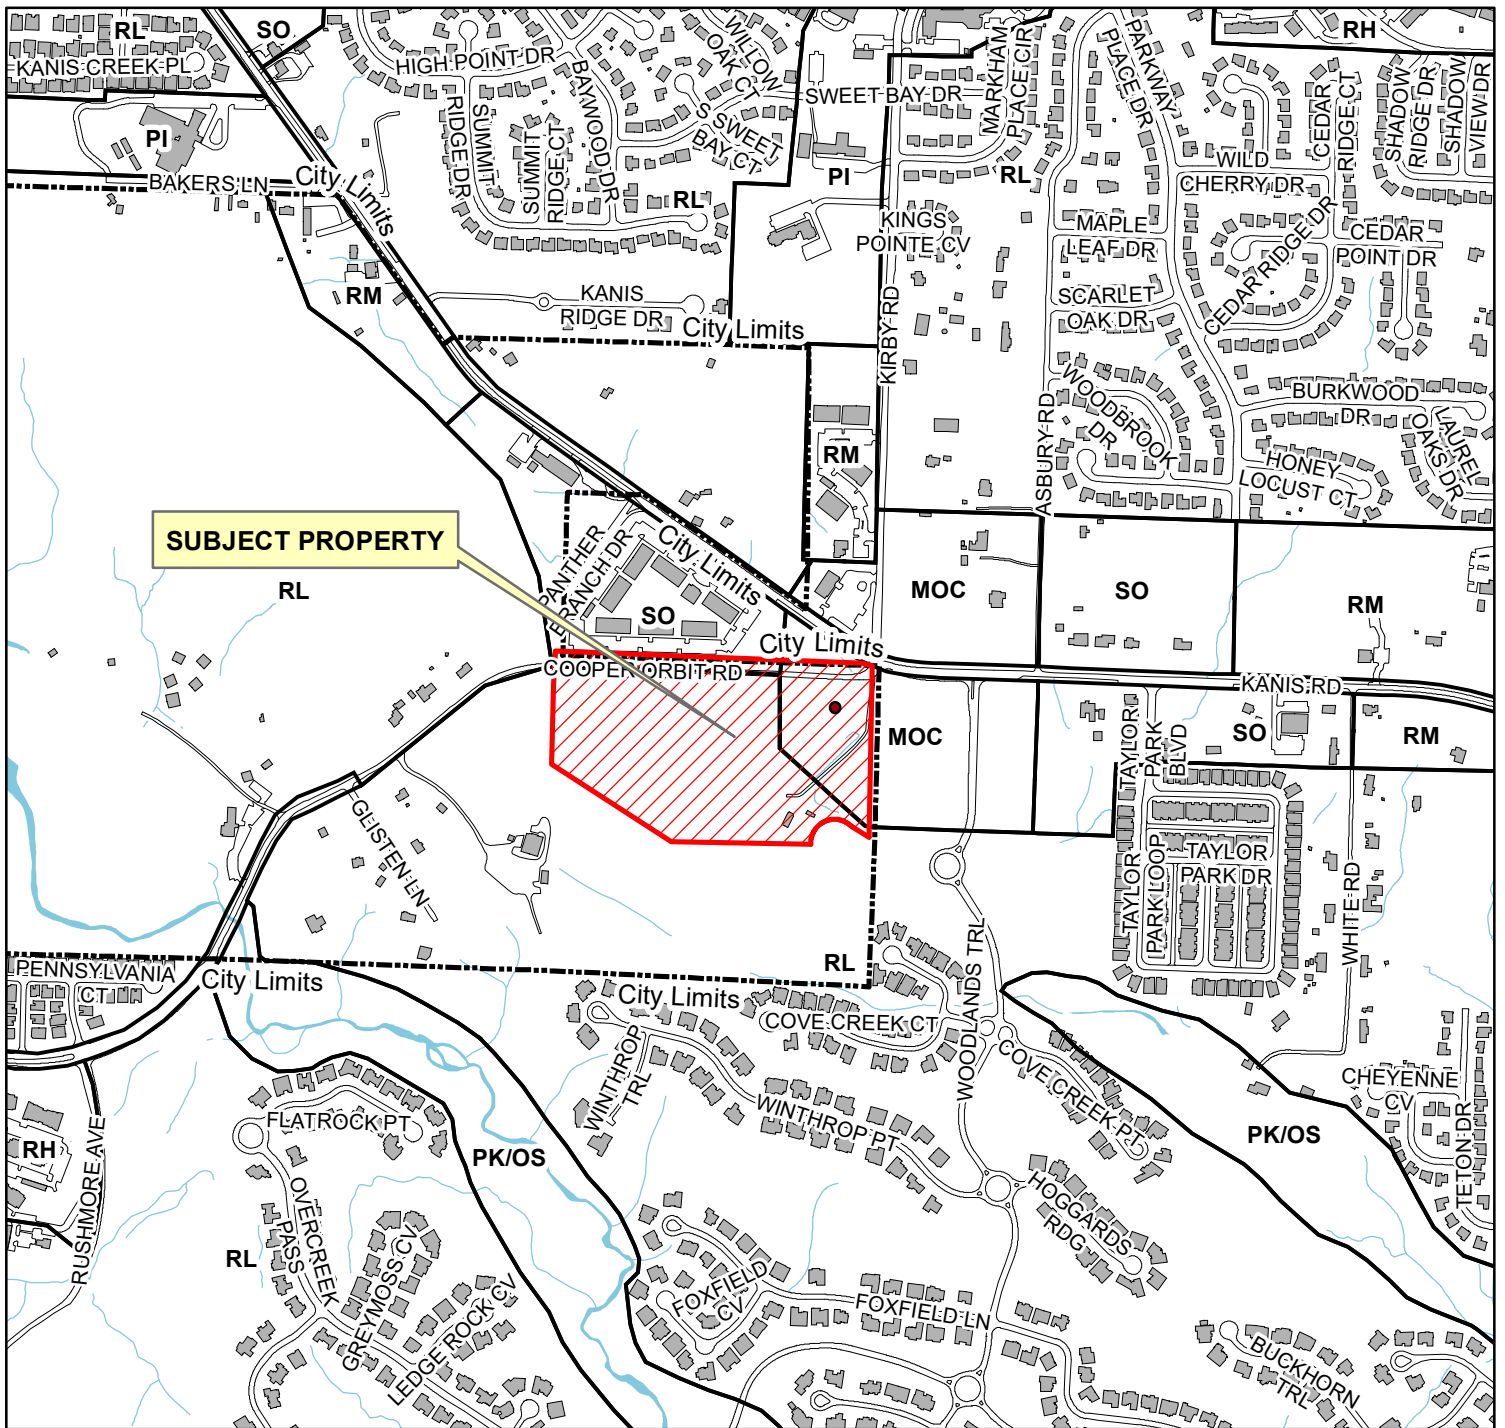 RL
SO
KANIS CREEK PL
HIGH POINT DR
WILLOW
OAK CT
BAYWOOD DR
SWEET BAY DR
S SWEET
BAY CT
MARKHAM
PLACE CIR
PARKWAY
PLACE DR
RH
CEDAR
RIDGE CT
SHADOW
RIDGE DR
SHADOW
VIEW DR
WILD
CHERRY DR
PI
BAKERS LN
City Limits
SUMMIT
RIDGE DR
SUMMIT
RIDGE CT
RL
PI
RL
KINGS
POINTE CV
MAPLE
LEAF DR
CEDAR RIDGE DR
CEDAR
POINT DR
RM
KANIS
RIDGE DR
City Limits
KIRBY RD
SCARLET
OAK DR
WOODBROOK
DR
BURKWOOD
DR
LAUREL
OAKS DR
ASBURY RD
RM
HONEY
LOCUST CT
SUBJECT PROPERTY
PANTHER
BRANCH DR
City Limits
RL
SO
MOC
SO
RM
City Limits
COOPER ORBIT RD
KANIS RD
MOC
TAYLOR
PARK
BLVD
SO
RM
GLISTEN LN
TAYLOR
PARK LOOP
TAYLOR
PARK DR
WHITE RD
PENNSYLVANIA
CT
City Limits
RL
City Limits
WOODLANDS TRL
COVE CREEK CT
WINTHROP
TRL
COVE CREEK PT
CHEYENNE
CV
TETON DR
FLATROCK PT
WINTHROP PT
RH
RUSHMORE AVE
PK/OS
PK/OS
HOGGARDS
RDG
OVERCREEK
PASS
RL
GREYMOSS CV
LEDGE ROCK CV
FOXFIELD
CV
FOXFIELD LN
BUCKHORN
TRL